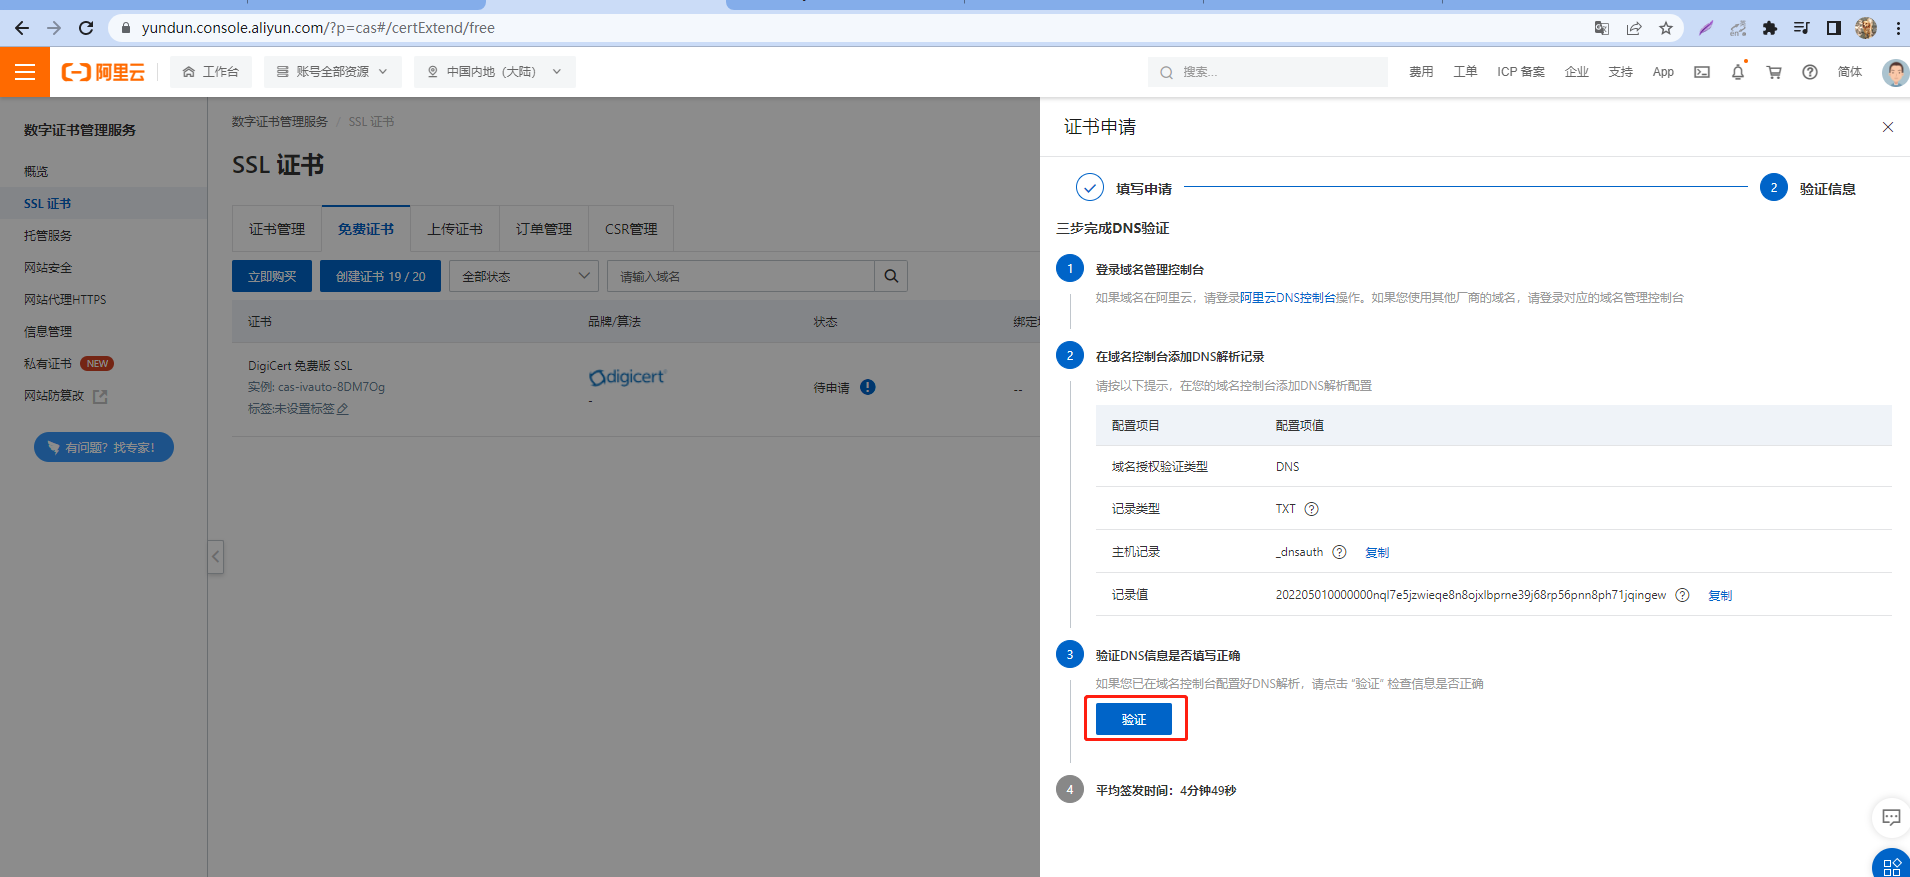 yundun.console.aliyun.com/?p=cas#/certExtend/free
阿里云
工作台
账号全部资源
中国内地（大陆）
搜索...
费用
工单
ICP 备案
企业
支持
App
简体
数字证书管理服务
概览
SSL 证书
托管服务
网站安全
网站代理HTTPS
信息管理
私有证书 NEW
网站防篡改
有问题？找专家！
数字证书管理服务 / SSL 证书
SSL 证书
证书管理
免费证书
上传证书
订单管理
CSR管理
立即购买
创建证书 19 / 20
全部状态
请输入域名
证书
品牌/算法
状态
DigiCert 免费版 SSL
实例: cas-ivauto-8DM7Og
标签:未设置标签
digicert
-
待申请
--
证书申请
填写申请
2 验证信息
三步完成DNS验证
1 登录域名管理控制台
如果域名在阿里云，请登录阿里云DNS控制台操作。如果您使用其他厂商的域名，请登录对应的域名管理控制台
2 在域名控制台添加DNS解析记录
请按以下提示，在您的域名控制台添加DNS解析配置
配置项目 配置项值
域名授权验证类型 DNS
记录类型 TXT
主机记录 _dnsauth 复制
记录值 202205010000000nql7e5jzwieqe8n8ojxlbprne39j68rp56pnn8ph71jqingew 复制
3 验证DNS信息是否填写正确
如果您已在域名控制台配置好DNS解析，请点击 “验证” 检查信息是否正确
验证
4 平均签发时间：4分钟49秒